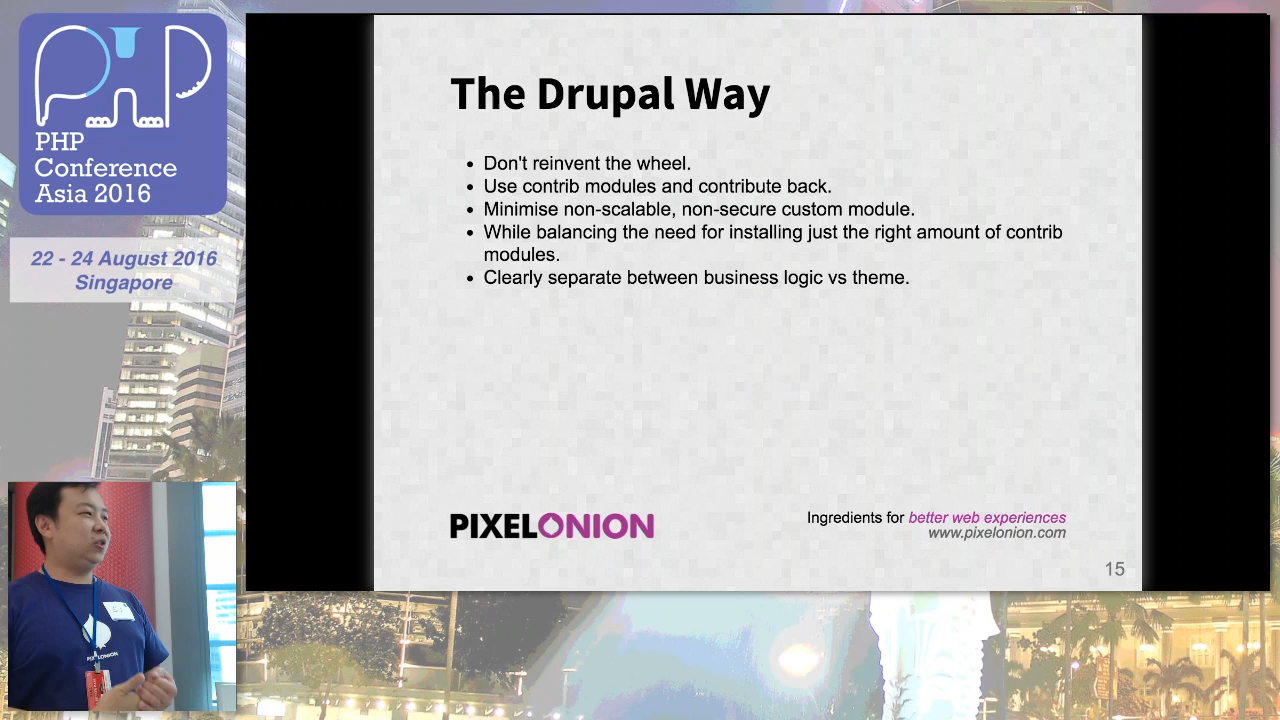 PHP
PHP
Conference
Asia 2016
22 - 24 August 2016
Singapore
The Drupal Way
• Don't reinvent the wheel.
• Use contrib modules and contribute back.
• Minimise non-scalable, non-secure custom module.
• While balancing the need for installing just the right amount of contrib
modules.
• Clearly separate between business logic vs theme.
PIXELONION
Ingredients for better web experiences
www.pixelonion.com
15
PIXELONION